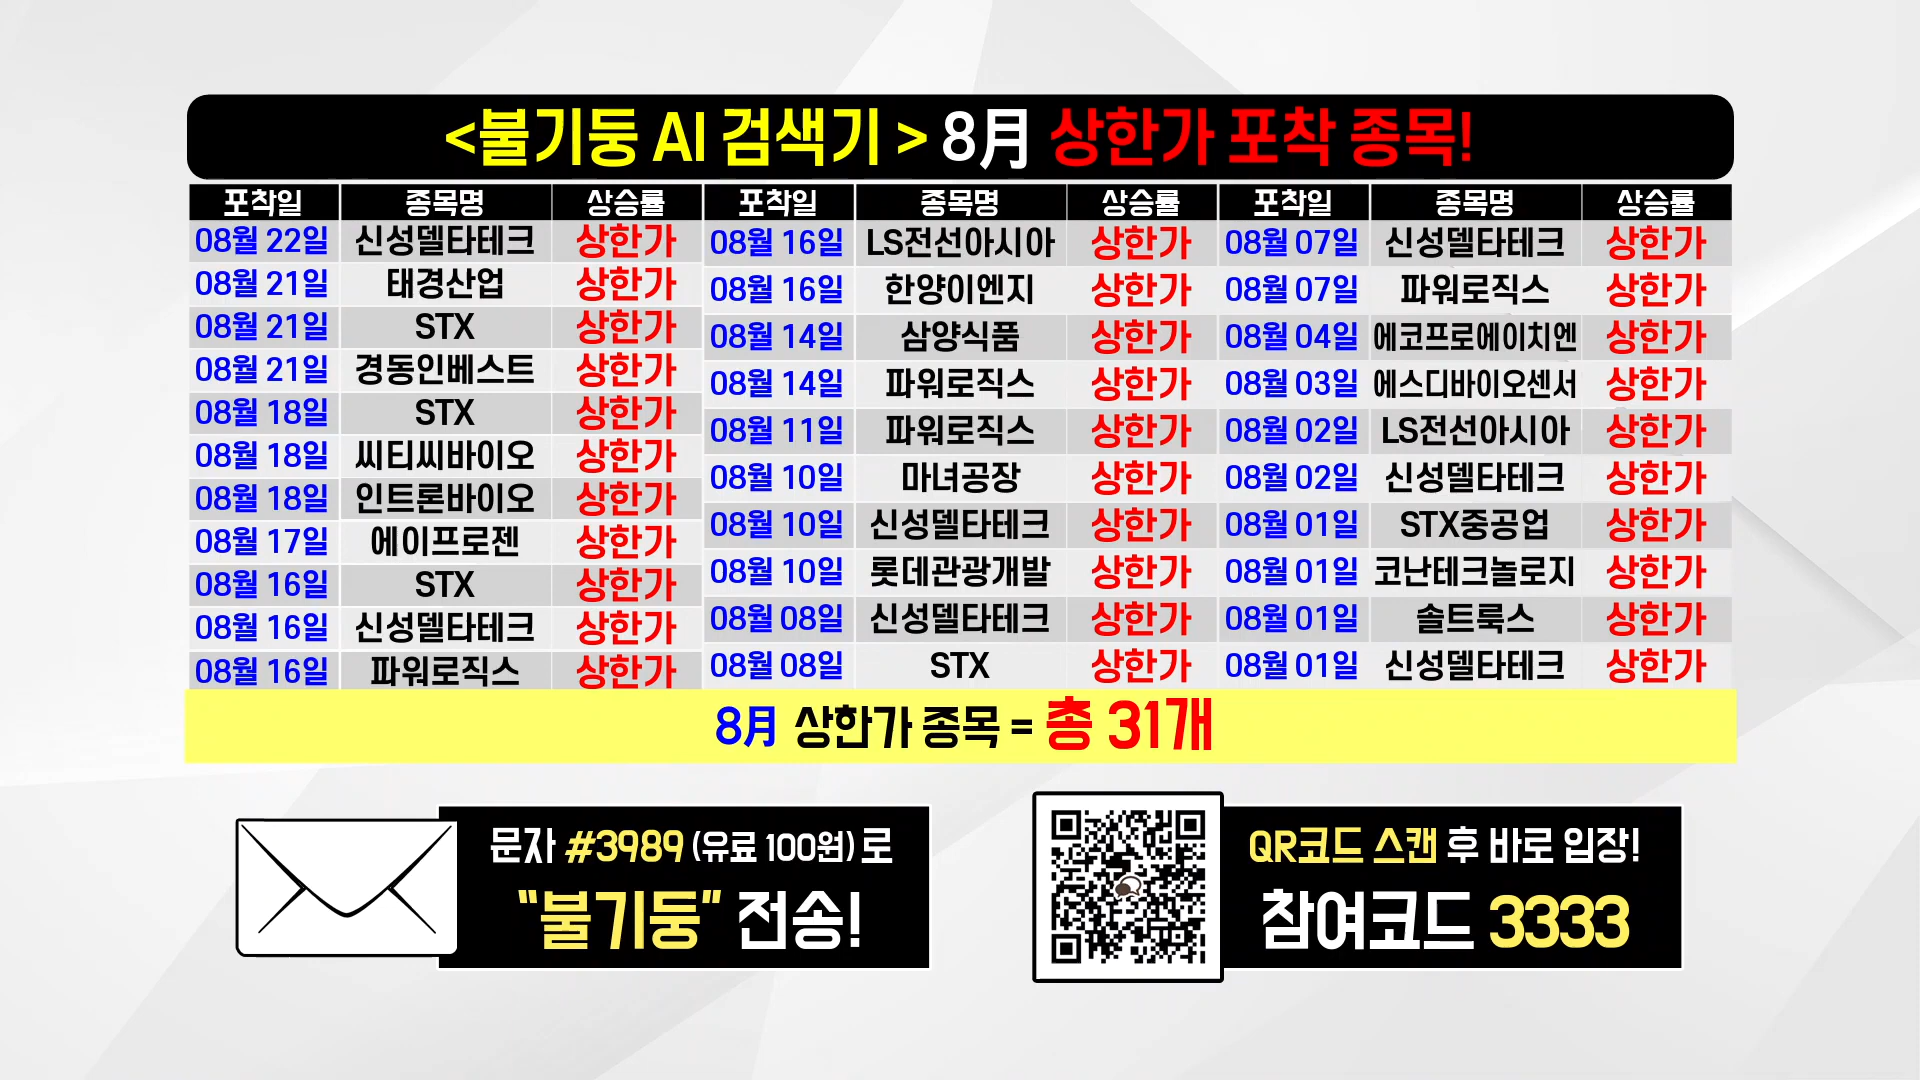 <불기둥 AI 검색기 > 8月 상한가 포착 종목!
포착일 종목명 상승률 포착일 종목명 상승률 포착일 종목명 상승률
08월 22일 신성델타테크 상한가 08월 16일 LS전선아시아 상한가 08월 07일 신성델타테크 상한가
08월 21일 태경산업 상한가 08월 16일 한양이엔지 상한가 08월 07일 파워로직스 상한가
08월 21일 STX 상한가 08월 14일 삼양식품 상한가 08월 04일 에코프로에이치엔 상한가
08월 21일 경동인베스트 상한가 08월 14일 파워로직스 상한가 08월 03일 에스디바이오센서 상한가
08월 18일 STX 상한가 08월 11일 파워로직스 상한가 08월 02일 LS전선아시아 상한가
08월 18일 씨티씨바이오 상한가 08월 10일 마녀공장 상한가 08월 02일 신성델타테크 상한가
08월 18일 인트론바이오 상한가 08월 10일 신성델타테크 상한가 08월 01일 STX중공업 상한가
08월 17일 에이프로젠 상한가 08월 10일 롯데관광개발 상한가 08월 01일 코난테크놀로지 상한가
08월 16일 STX 상한가 08월 08일 신성델타테크 상한가 08월 01일 솔트룩스 상한가
08월 16일 신성델타테크 상한가 08월 08일 STX 상한가 08월 01일 신성델타테크 상한가
08월 16일 파워로직스 상한가
8月 상한가 종목 = 총 31개
문자 #3989 (유료 100원) 로
"불기둥" 전송!
QR코드 스캔 후 바로 입장!
참여코드 3333